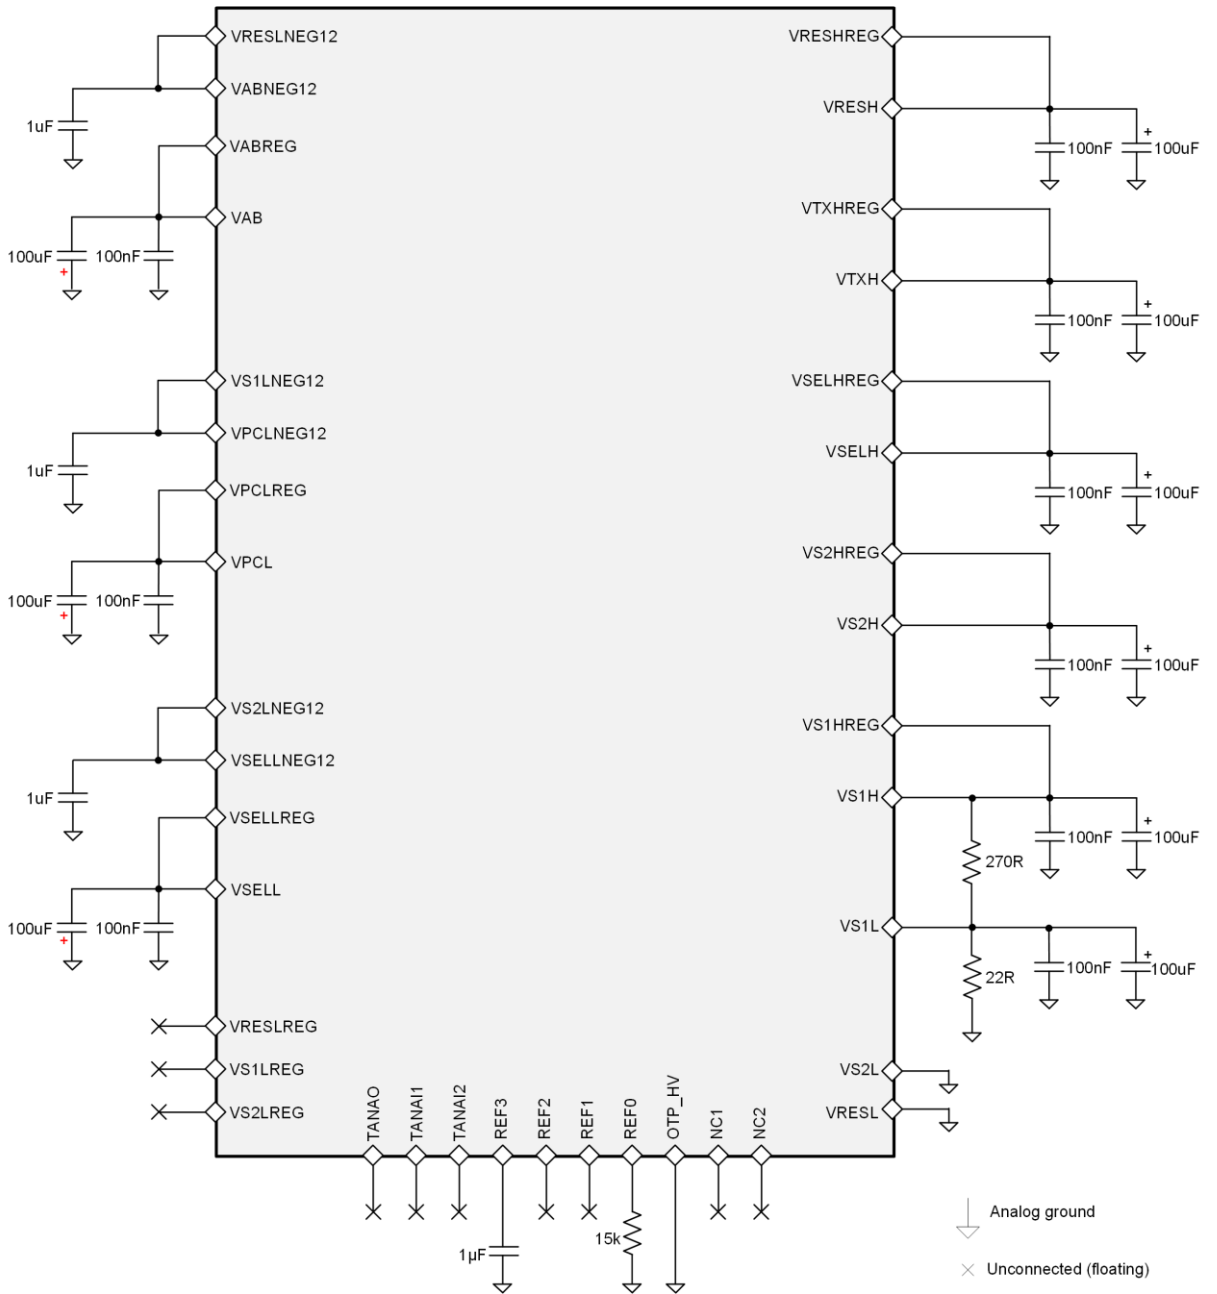 VRESLNEG12
VABNEG12
1uF
VABREG
VAB
100uF
+
100nF
VS1LNEG12
VPCLNEG12
1uF
VPCLREG
VPCL
100uF
+
100nF
VS2LNEG12
VSELLNEG12
1uF
VSELLREG
VSELL
100uF
+
100nF
VRESLREG
VS1LREG
VS2LREG
VRESHREG
VRESH
100nF
+
100uF
VTXHREG
VTXH
100nF
+
100uF
VSELHREG
VSELH
100nF
+
100uF
VS2HREG
VS2H
100nF
+
100uF
VS1HREG
VS1H
270R
100nF
+
100uF
VS1L
22R
100nF
+
100uF
VS2L
VRESL
TANAO
TANAI1
TANAI2
REF3
REF2
REF1
REF0
OTP_HV
NC1
NC2
1µF
15k
Analog ground
Unconnected (floating)